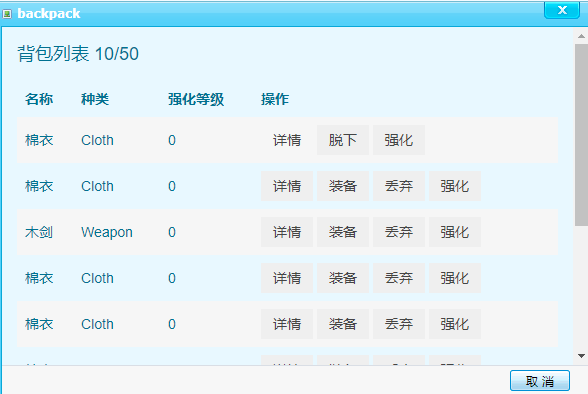 backpack
背包列表 10/50
名称 种类 强化等级 操作
棉衣 Cloth 0 详情 脱下 强化
棉衣 Cloth 0 详情 装备 丢弃 强化
木剑 Weapon 0 详情 装备 丢弃 强化
棉衣 Cloth 0 详情 装备 丢弃 强化
棉衣 Cloth 0 详情 装备 丢弃 强化
取消